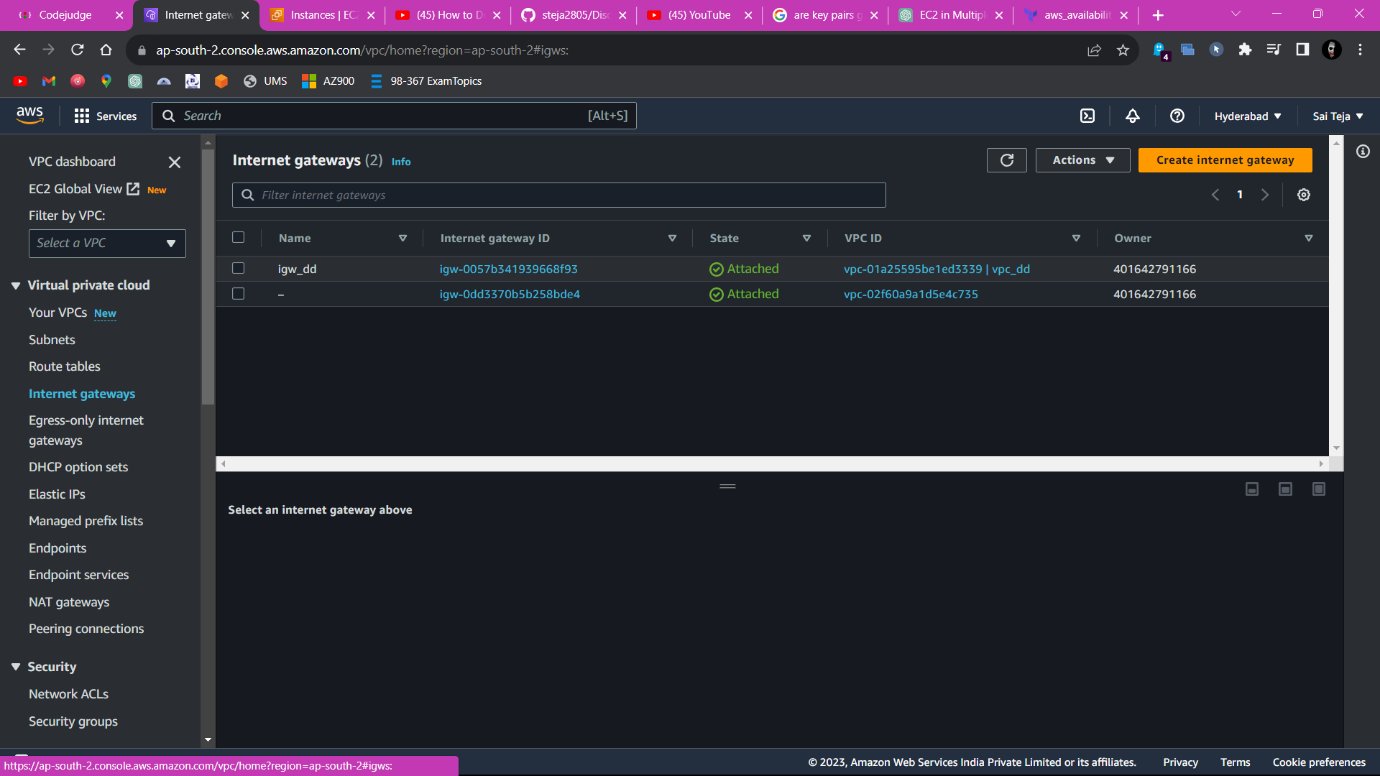 Codejudge
Internet gatew
Instances | EC
(45) How to D
steja2805/Disc
(45) YouTube
are key pairs g
EC2 in Multipl
aws_availabilit
ap-south-2.console.aws.amazon.com/vpc/home?region=ap-south-2#igws:
4
UMS
AZ900
98-367 ExamTopics
aws
Services
Search
[Alt+S]
Hyderabad
Sai Teja
VPC dashboard
EC2 Global View New
Filter by VPC:
Select a VPC
Virtual private cloud
Your VPCs New
Subnets
Route tables
Internet gateways
Egress-only internet
gateways
DHCP option sets
Elastic IPs
Managed prefix lists
Endpoints
Endpoint services
NAT gateways
Peering connections
Security
Network ACLs
Security groups
Internet gateways (2) Info
Actions
Create internet gateway
Filter internet gateways
1
Name Internet gateway ID State VPC ID Owner
igw_dd igw-0057b341939668f93 Attached vpc-01a25595be1ed3339 | vpc_dd 401642791166
– igw-0dd3370b5b258bde4 Attached vpc-02f60a9a1d5e4c735 401642791166
Select an internet gateway above
https://ap-south-2.console.aws.amazon.com/vpc/home?region=ap-south-2#igws:
© 2023, Amazon Web Services India Private Limited or its affiliates. Privacy Terms Cookie preferences